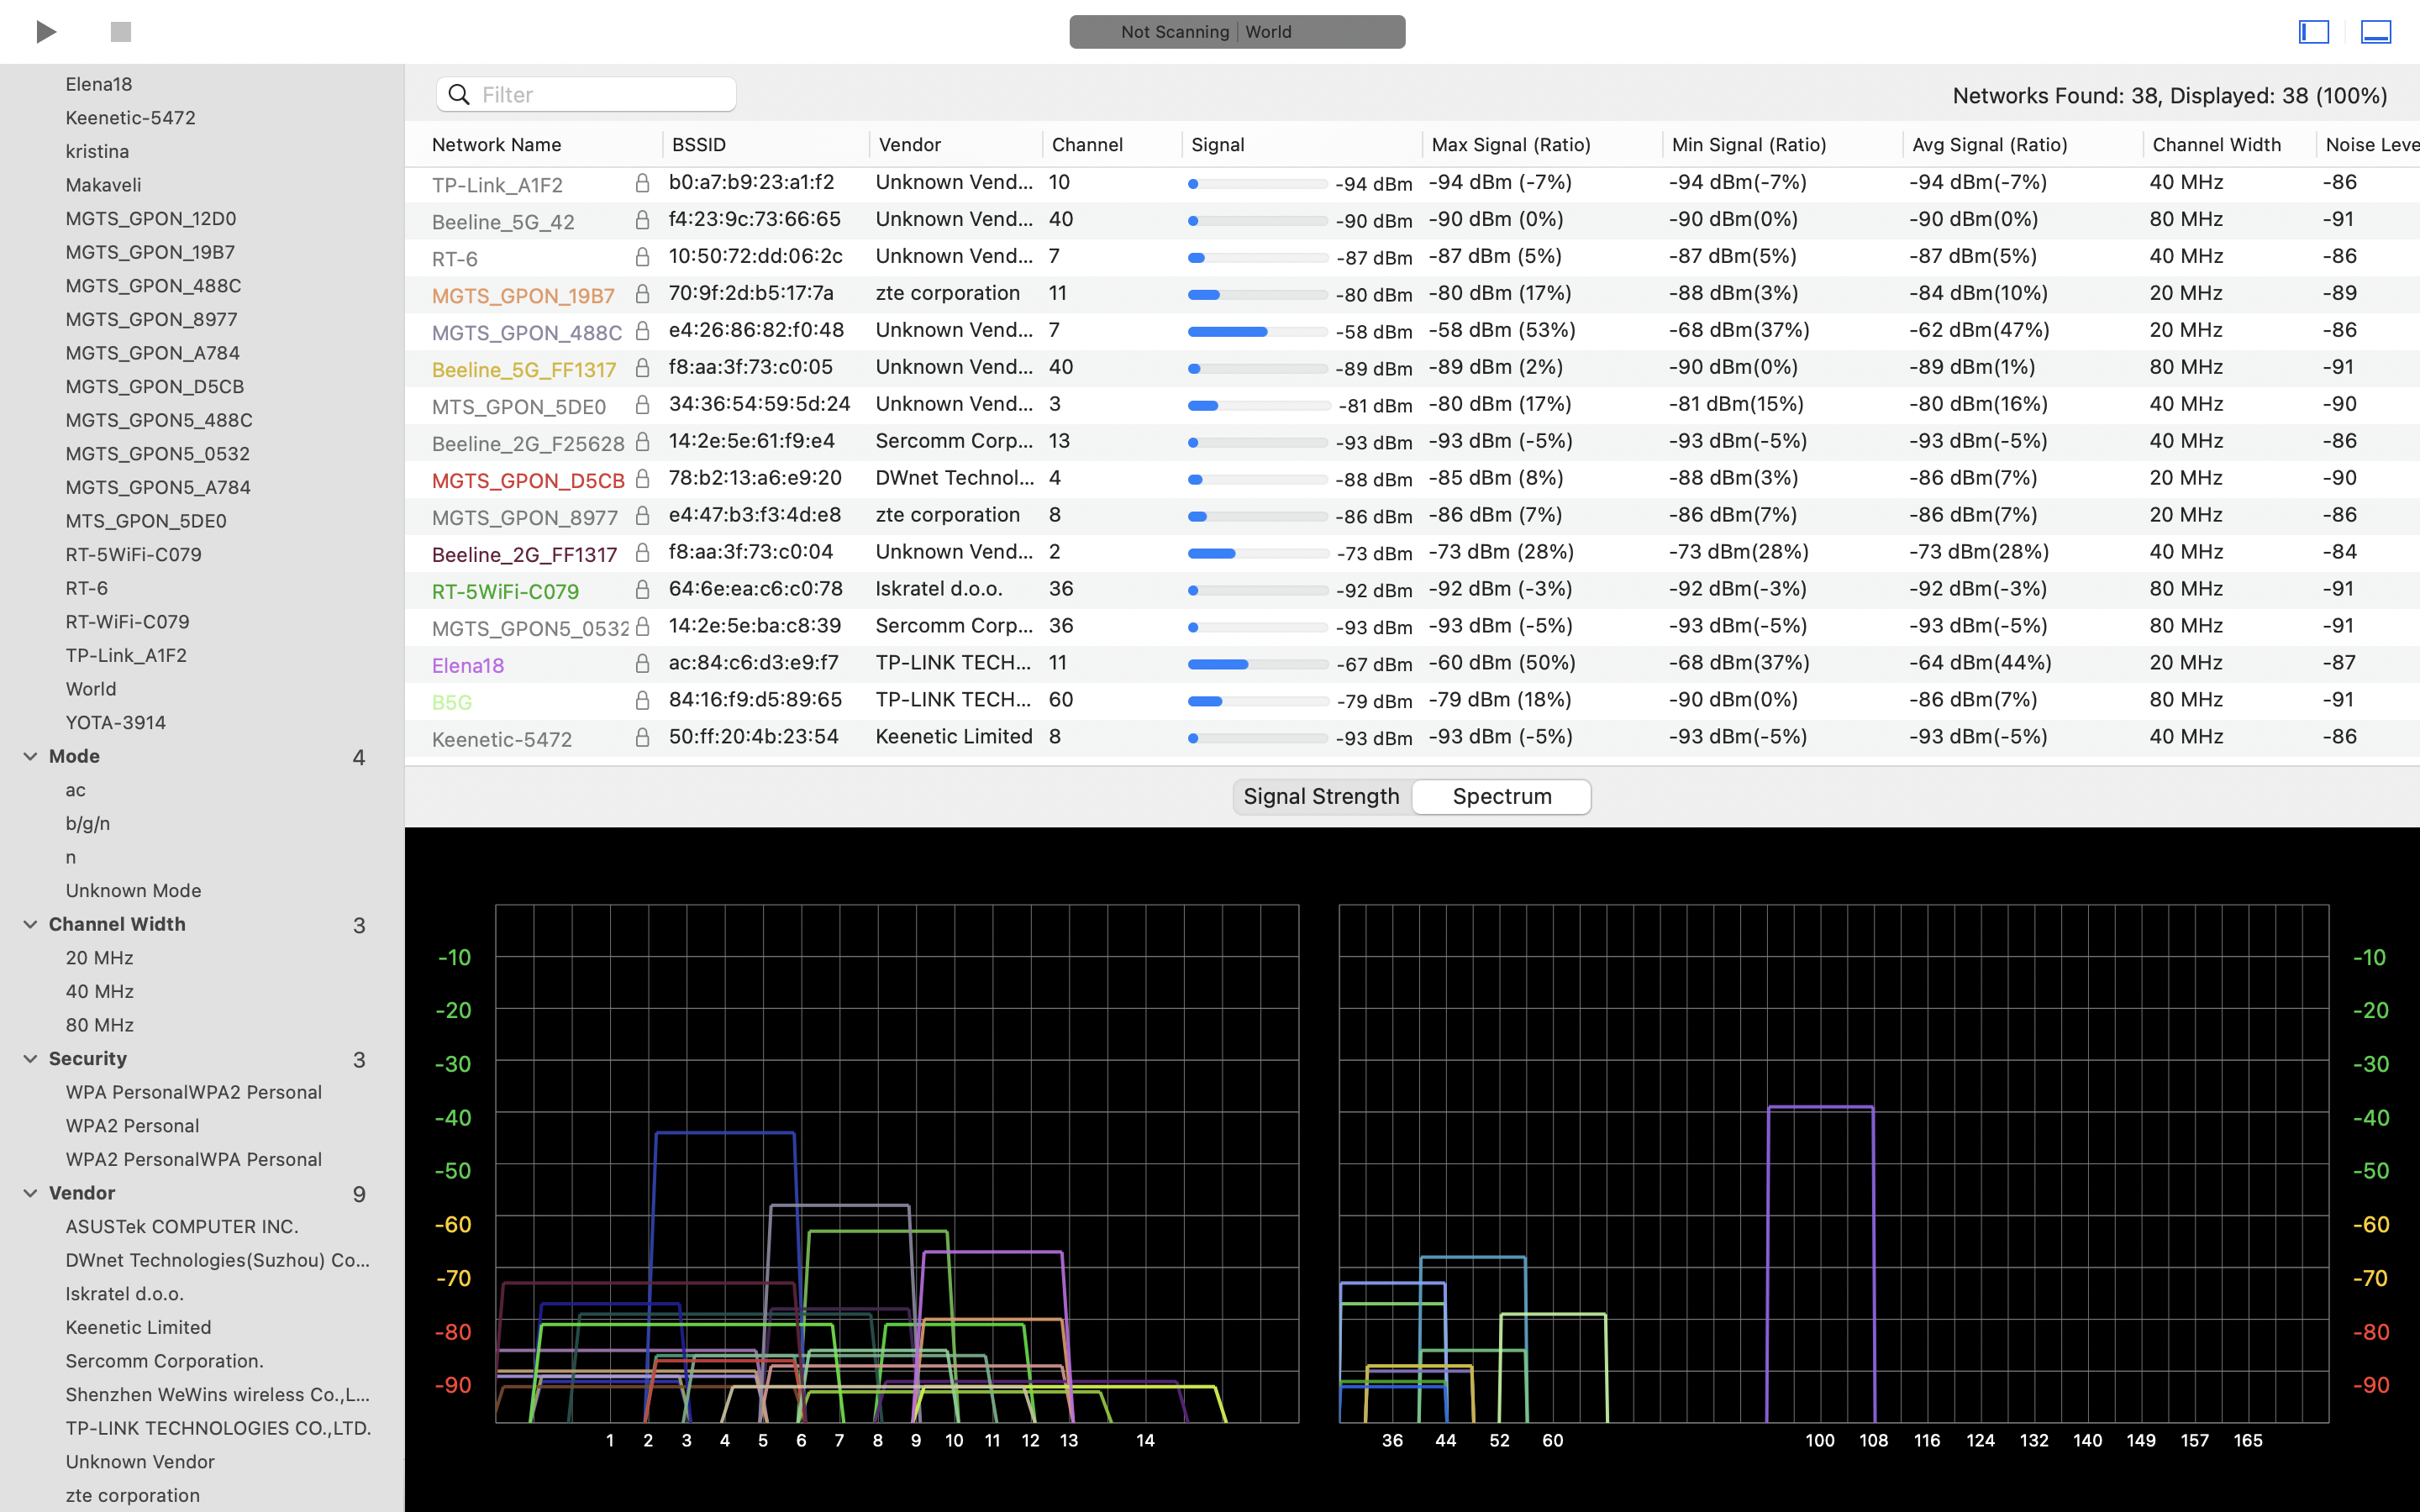 Not Scanning World
Elena18
Keenetic-5472
kristina
Makaveli
MGTS_GPON_12D0
MGTS_GPON_19B7
MGTS_GPON_488C
MGTS_GPON_8977
MGTS_GPON_A784
MGTS_GPON_D5CB
MGTS_GPON5_488C
MGTS_GPON5_0532
MGTS_GPON5_A784
MTS_GPON_5DE0
RT-5WiFi-C079
RT-6
RT-WiFi-C079
TP-Link_A1F2
World
YOTA-3914
Mode 4
ac
b/g/n
n
Unknown Mode
Channel Width 3
20 MHz
40 MHz
80 MHz
Security 3
WPA PersonalWPA2 Personal
WPA2 Personal
WPA2 PersonalWPA Personal
Vendor 9
ASUSTek COMPUTER INC.
DWnet Technologies(Suzhou) Co...
Iskratel d.o.o.
Keenetic Limited
Sercomm Corporation.
Shenzhen WeWins wireless Co.,L...
TP-LINK TECHNOLOGIES CO.,LTD.
Unknown Vendor
zte corporation
Filter
Networks Found: 38, Displayed: 38 (100%)
Network Name BSSID Vendor Channel Signal Max Signal (Ratio) Min Signal (Ratio) Avg Signal (Ratio) Channel Width Noise Leve
TP-Link_A1F2 b0:a7:b9:23:a1:f2 Unknown Vend... 10 -94 dBm -94 dBm (-7%) -94 dBm(-7%) -94 dBm(-7%) 40 MHz -86
Beeline_5G_42 f4:23:9c:73:66:65 Unknown Vend... 40 -90 dBm -90 dBm (0%) -90 dBm(0%) -90 dBm(0%) 80 MHz -91
RT-6 10:50:72:dd:06:2c Unknown Vend... 7 -87 dBm -87 dBm (5%) -87 dBm(5%) -87 dBm(5%) 40 MHz -86
MGTS_GPON_19B7 70:9f:2d:b5:17:7a zte corporation 11 -80 dBm -80 dBm (17%) -88 dBm(3%) -84 dBm(10%) 20 MHz -89
MGTS_GPON_488C e4:26:86:82:f0:48 Unknown Vend... 7 -58 dBm -58 dBm (53%) -68 dBm(37%) -62 dBm(47%) 20 MHz -86
Beeline_5G_FF1317 f8:aa:3f:73:c0:05 Unknown Vend... 40 -89 dBm -89 dBm (2%) -90 dBm(0%) -89 dBm(1%) 80 MHz -91
MTS_GPON_5DE0 34:36:54:59:5d:24 Unknown Vend... 3 -81 dBm -80 dBm (17%) -81 dBm(15%) -80 dBm(16%) 40 MHz -90
Beeline_2G_F25628 14:2e:5e:61:f9:e4 Sercomm Corp... 13 -93 dBm -93 dBm (-5%) -93 dBm(-5%) -93 dBm(-5%) 40 MHz -86
MGTS_GPON_D5CB 78:b2:13:a6:e9:20 DWnet Technol... 4 -88 dBm -85 dBm (8%) -88 dBm(3%) -86 dBm(7%) 20 MHz -90
MGTS_GPON_8977 e4:47:b3:f3:4d:e8 zte corporation 8 -86 dBm -86 dBm (7%) -86 dBm(7%) -86 dBm(7%) 20 MHz -86
Beeline_2G_FF1317 f8:aa:3f:73:c0:04 Unknown Vend... 2 -73 dBm -73 dBm (28%) -73 dBm(28%) -73 dBm(28%) 40 MHz -84
RT-5WiFi-C079 64:6e:ea:c6:c0:78 Iskratel d.o.o. 36 -92 dBm -92 dBm (-3%) -92 dBm(-3%) -92 dBm(-3%) 80 MHz -91
MGTS_GPON5_0532 14:2e:5e:ba:c8:39 Sercomm Corp... 36 -93 dBm -93 dBm (-5%) -93 dBm(-5%) -93 dBm(-5%) 80 MHz -91
Elena18 ac:84:c6:d3:e9:f7 TP-LINK TECH... 11 -67 dBm -60 dBm (50%) -68 dBm(37%) -64 dBm(44%) 20 MHz -87
B5G 84:16:f9:d5:89:65 TP-LINK TECH... 60 -79 dBm -79 dBm (18%) -90 dBm(0%) -86 dBm(7%) 80 MHz -91
Keenetic-5472 50:ff:20:4b:23:54 Keenetic Limited 8 -93 dBm -93 dBm (-5%) -93 dBm(-5%) -93 dBm(-5%) 40 MHz -86
Signal Strength Spectrum
-10 -10
-20 -20
-30 -30
-40 -40
-50 -50
-60 -60
-70 -70
-80 -80
-90 -90
1 2 3 4 5 6 7 8 9 10 11 12 13 14 36 44 52 60 100 108 116 124 132 140 149 157 165